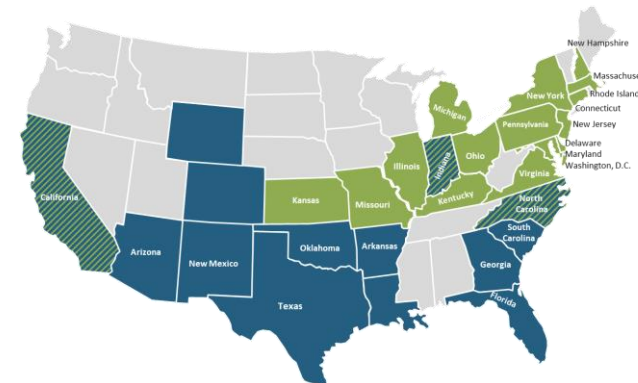 New Hampshire
Massachuse
Rhode Island
New York
Connecticut
Michigan
New Jersey
Pennsylvania
Delaware
Maryland
Washington, D.C.
Ohio
Illinois
Indiana
Virginia
California
Kansas
Missouri
Kentucky
North
Carolina
South
Carolina
Oklahoma
Arkansas
Arizona
New Mexico
Georgia
Texas
Florida